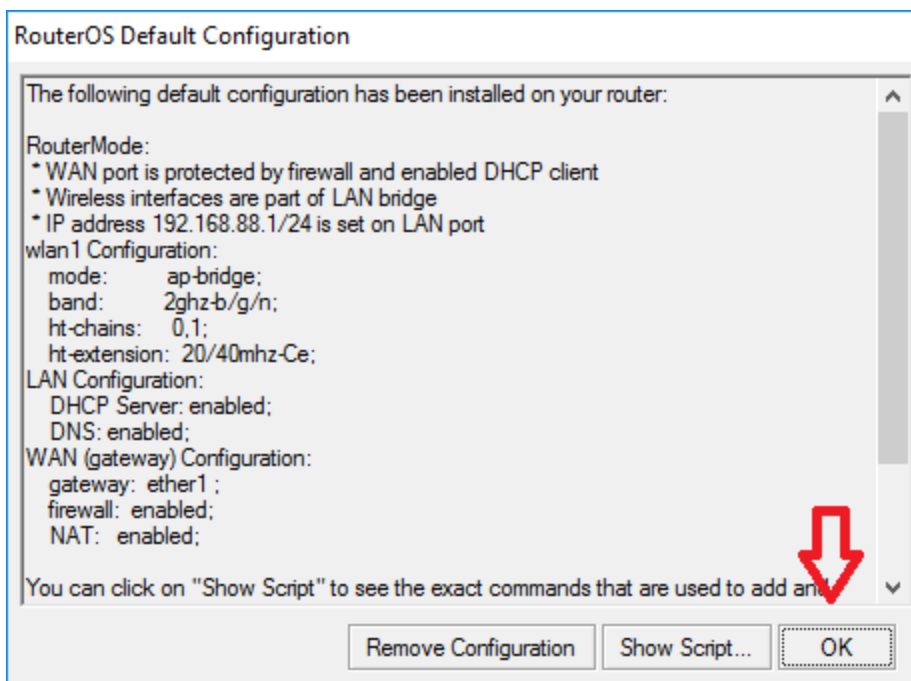 RouterOS Default Configuration
The following default configuration has been installed on your router:
RouterMode:
* WAN port is protected by firewall and enabled DHCP client
* Wireless interfaces are part of LAN bridge
* IP address 192.168.88.1/24 is set on LAN port
wlan1 Configuration:
mode: ap-bridge;
band: 2ghz-b/g/n;
ht-chains: 0,1;
ht-extension: 20/40mhz-Ce;
LAN Configuration:
DHCP Server: enabled;
DNS: enabled;
WAN (gateway) Configuration:
gateway: ether1 ;
firewall: enabled;
NAT: enabled;
You can click on "Show Script" to see the exact commands that are used to add and
Remove Configuration Show Script... OK